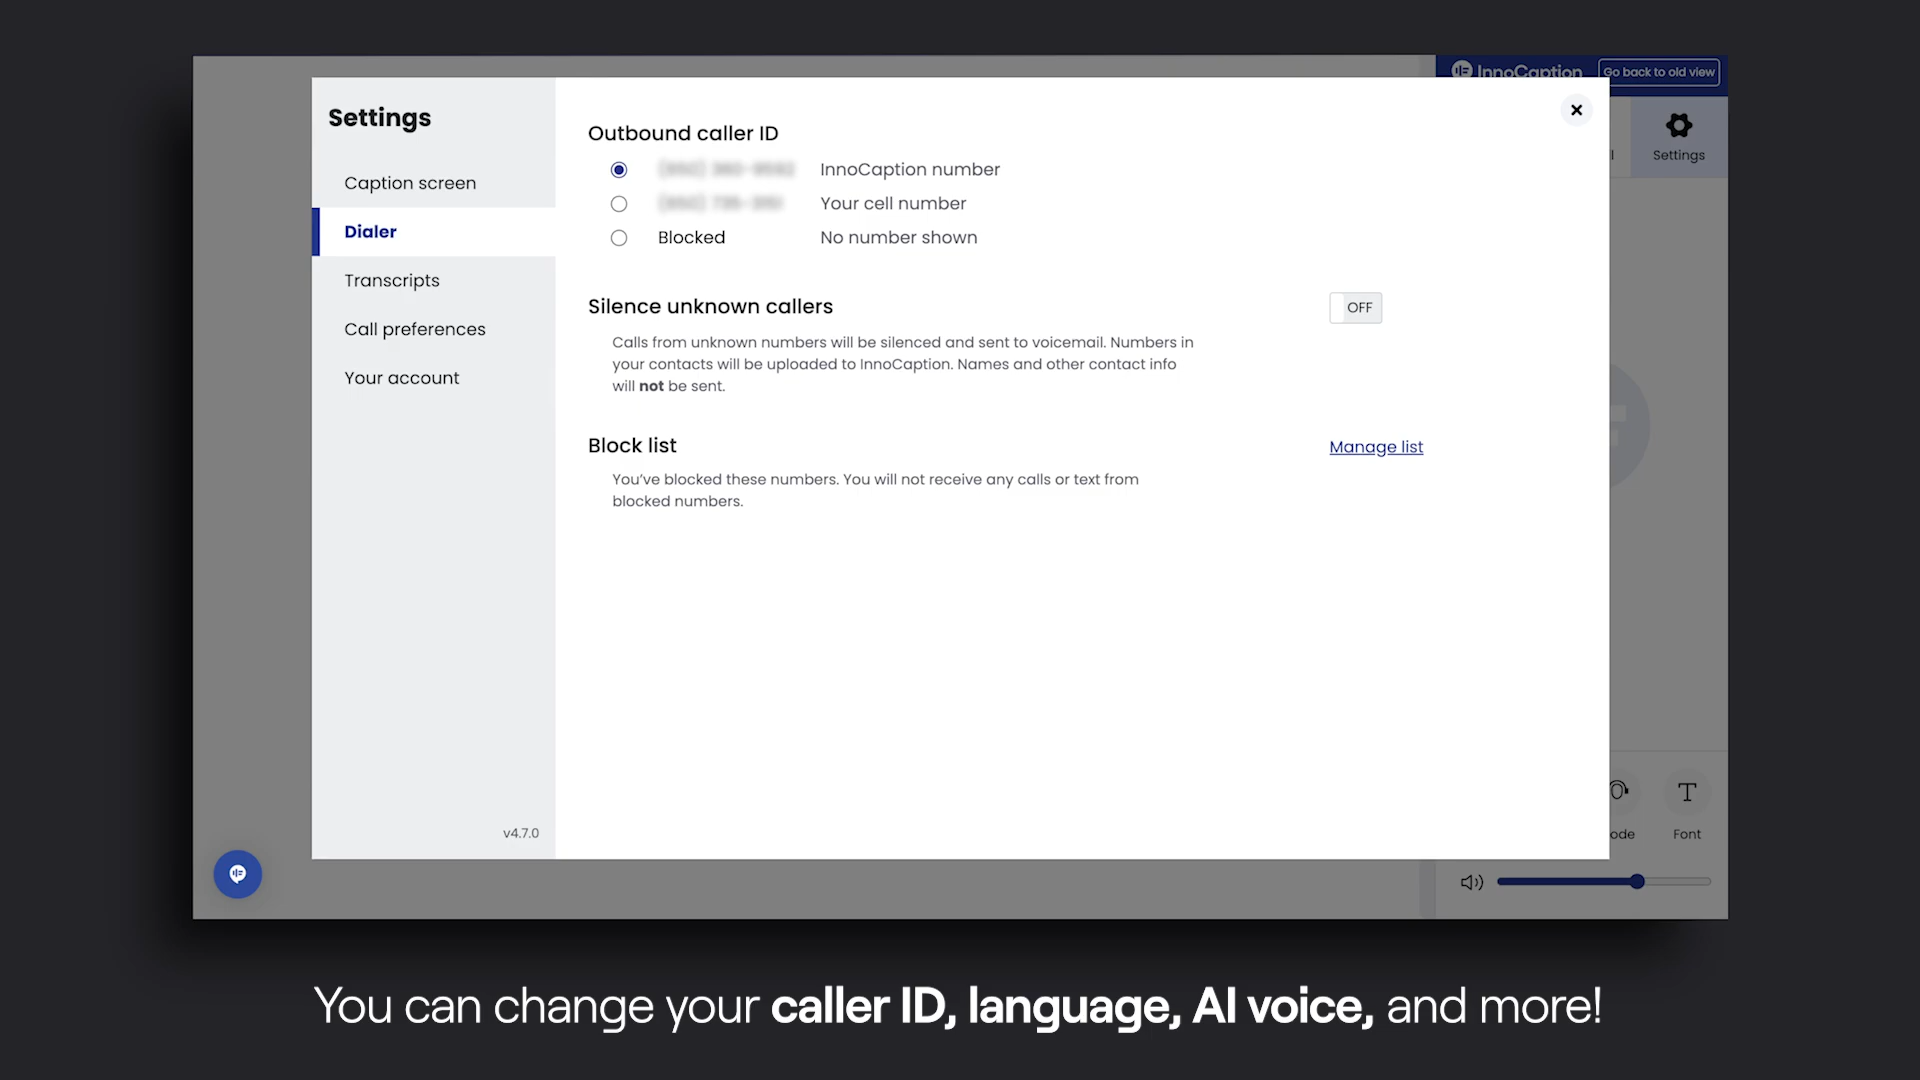 InnoCaption
Go back to old view
Settings
Settings
Caption screen
Dialer
Transcripts
Call preferences
Your account
v4.7.0
Outbound caller ID
InnoCaption number
Your cell number
Blocked No number shown
Silence unknown callers OFF
Calls from unknown numbers will be silenced and sent to voicemail. Numbers in
your contacts will be uploaded to InnoCaption. Names and other contact info
will not be sent.
Block list Manage list
You've blocked these numbers. You will not receive any calls or text from
blocked numbers.
Font
You can change your caller ID, language, AI voice, and more!